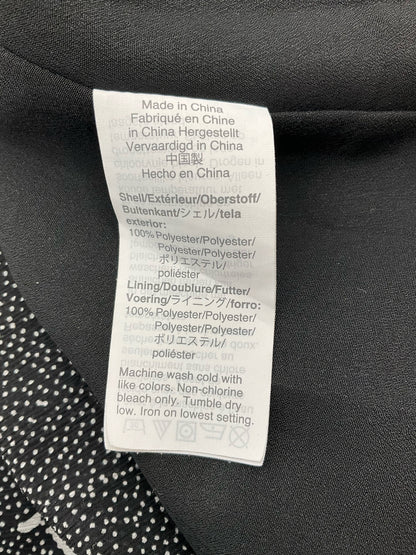 Made in China
Fabriqué en Chine
in China Hergestellt
Vervaardigd in China
中国製
Hecho en China
Shell/Extérieur/Oberstoff/
Buitenkant/シェル/tela
exterior:
100% Polyester/Polyester/
Polyester/Polyester/
ポリエステル/
poliéster
Lining/Doublure/Futter/
Voering/ライニング/forro:
100% Polyester/Polyester/
Polyester/Polyester/
ポリエステル/
poliéster
Machine wash cold with
like colors. Non-chlorine
bleach only. Tumble dry
low. Iron on lowest setting.